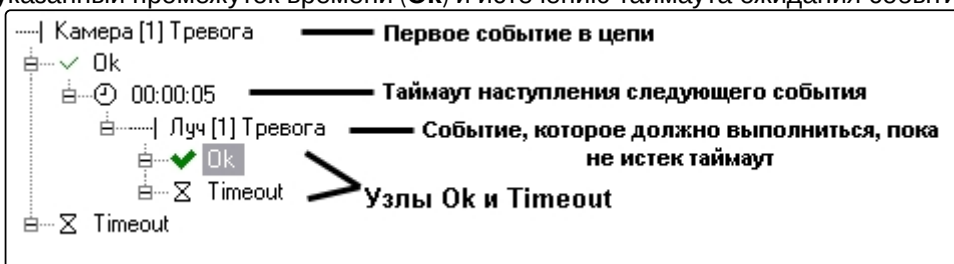 указанный промежуток времени (Ok) и истечению таймаута ожидания событи
Камера [1] Тревога Первое событие в цепи
Ok
00:00:05 Таймаут наступления следующего события
Луч [1] Тревога Событие, которое должно выполниться, пока
Ok не истек таймаут
Timeout Узлы Ok и Timeout
Timeout